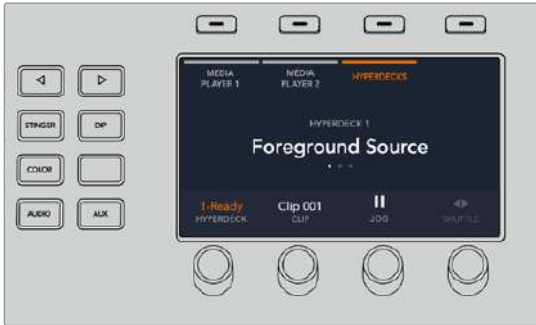 MEDIA
PLAYER 1
MEDIA
PLAYER 2
HYPERDECKS
HYPERDECK 1
Foreground Source
STINGER
DIP
COLOR
AUDIO
AUX
1-Ready
HYPERDECK
Clip 001
CLIP
JOG
SHUTTLE